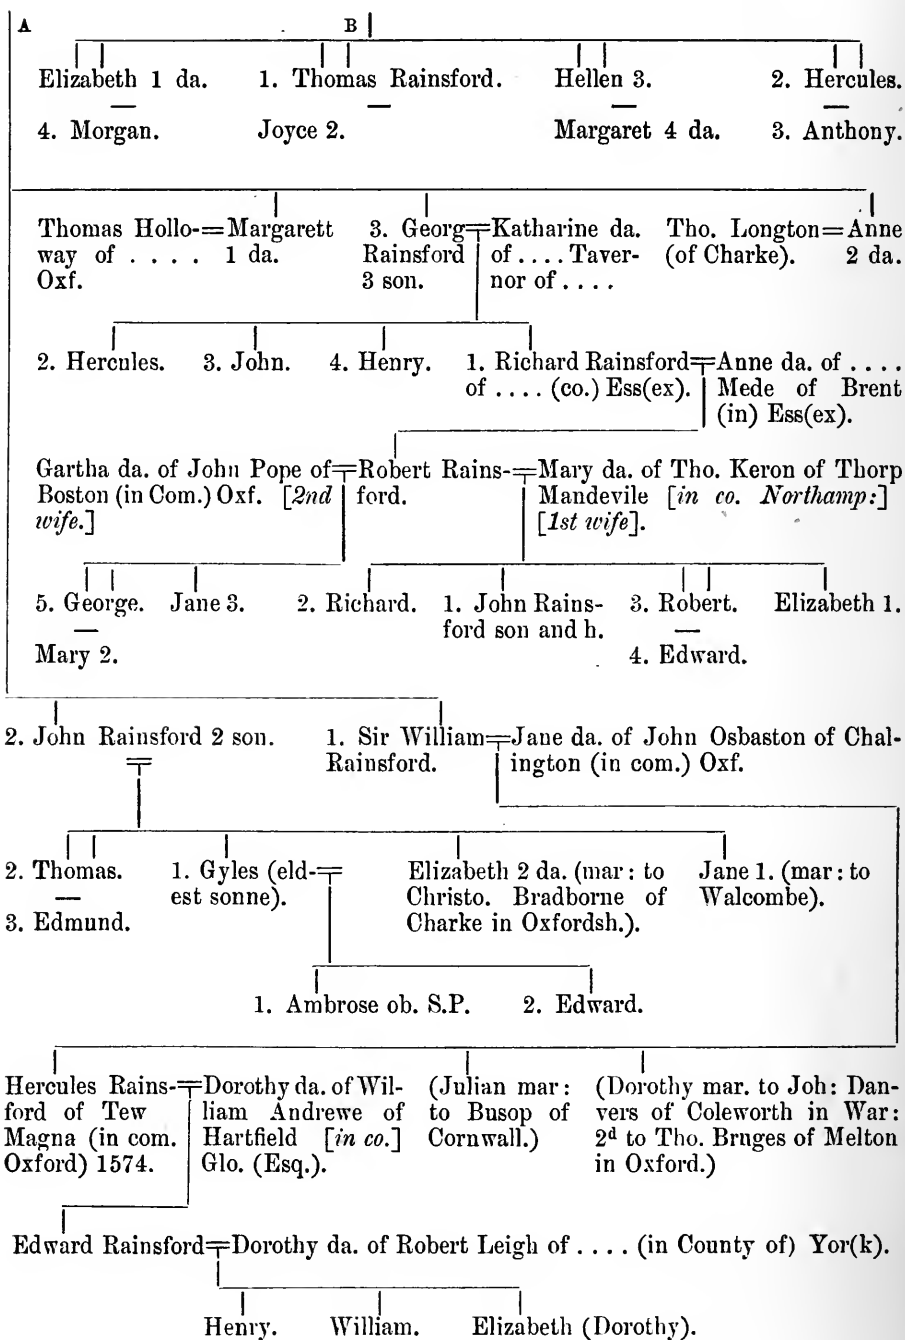 A B
Elizabeth 1 da. 1. Thomas Rainsford. Hellen 3. 2. Hercules.
4. Morgan. Joyce 2. Margaret 4 da. 3. Anthony.
Thomas Hollo-=Margarett 3. Georg=Katharine da. Tho. Longton=Anne
way of . . . . 1 da. Rainsford of . . . . Taver- (of Charke). 2 da.
Oxf. 3 son. nor of . . . .
2. Hercules. 3. John. 4. Henry. 1. Richard Rainsford=Anne da. of . . . .
of . . . . (co.) Ess(ex). Mede of Brent
(in) Ess(ex).
Gartha da. of John Pope of=Robert Rains-=Mary da. of Tho. Keron of Thorp
Boston (in Com.) Oxf. [2nd ford. Mandevile [in co. Northamp:]
wife.] [1st wife].
5. George. Jane 3. 2. Richard. 1. John Rains- 3. Robert. Elizabeth 1.
ford son and h.
Mary 2. 4. Edward.
2. John Rainsford 2 son. 1. Sir William=Jane da. of John Osbaston of Chal-
Rainsford. ington (in com.) Oxf.
2. Thomas. 1. Gyles (eld-= Elizabeth 2 da. (mar: to Jane 1. (mar: to
est sonne). Christo. Bradborne of Walcombe).
3. Edmund. Charke in Oxfordsh.).
1. Ambrose ob. S.P. 2. Edward.
Hercules Rains-=Dorothy da. of Wil- (Julian mar: (Dorothy mar. to Joh: Dan-
ford of Tew liam Andrewe of to Busop of vers of Coleworth in War:
Magna (in com. Hartfield [in co.] Cornwall.) 2d to Tho. Bruges of Melton
Oxford) 1574. Glo. (Esq.). in Oxford.)
Edward Rainsford=Dorothy da. of Robert Leigh of . . . . (in County of) Yor(k).
Henry. William. Elizabeth (Dorothy).